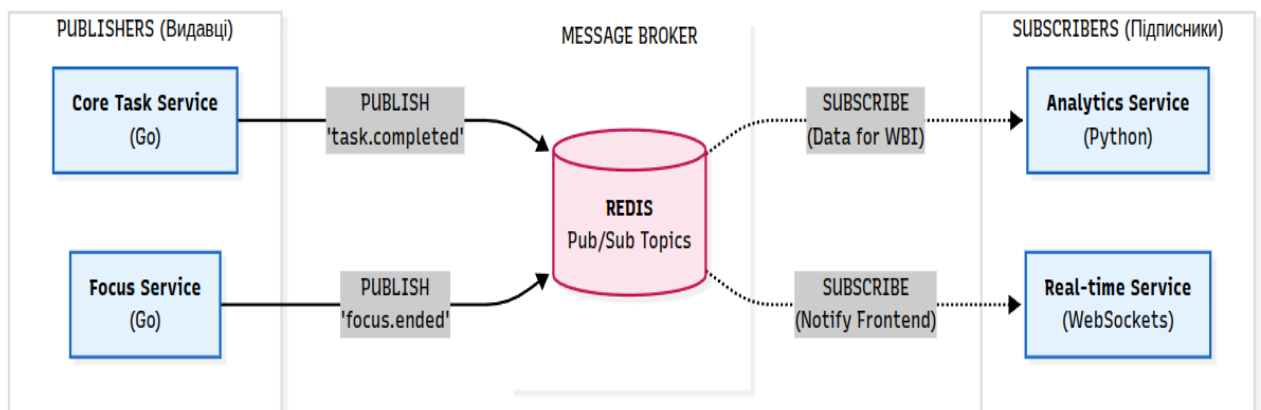 PUBLISHERS (Видавці)
Core Task Service
(Go)
Focus Service
(Go)
PUBLISH
'task.completed'
PUBLISH
'focus.ended'
MESSAGE BROKER
REDIS
Pub/Sub Topics
SUBSCRIBE
(Data for WBI)
SUBSCRIBE
(Notify Frontend)
SUBSCRIBERS (Підписники)
Analytics Service
(Python)
Real-time Service
(WebSockets)